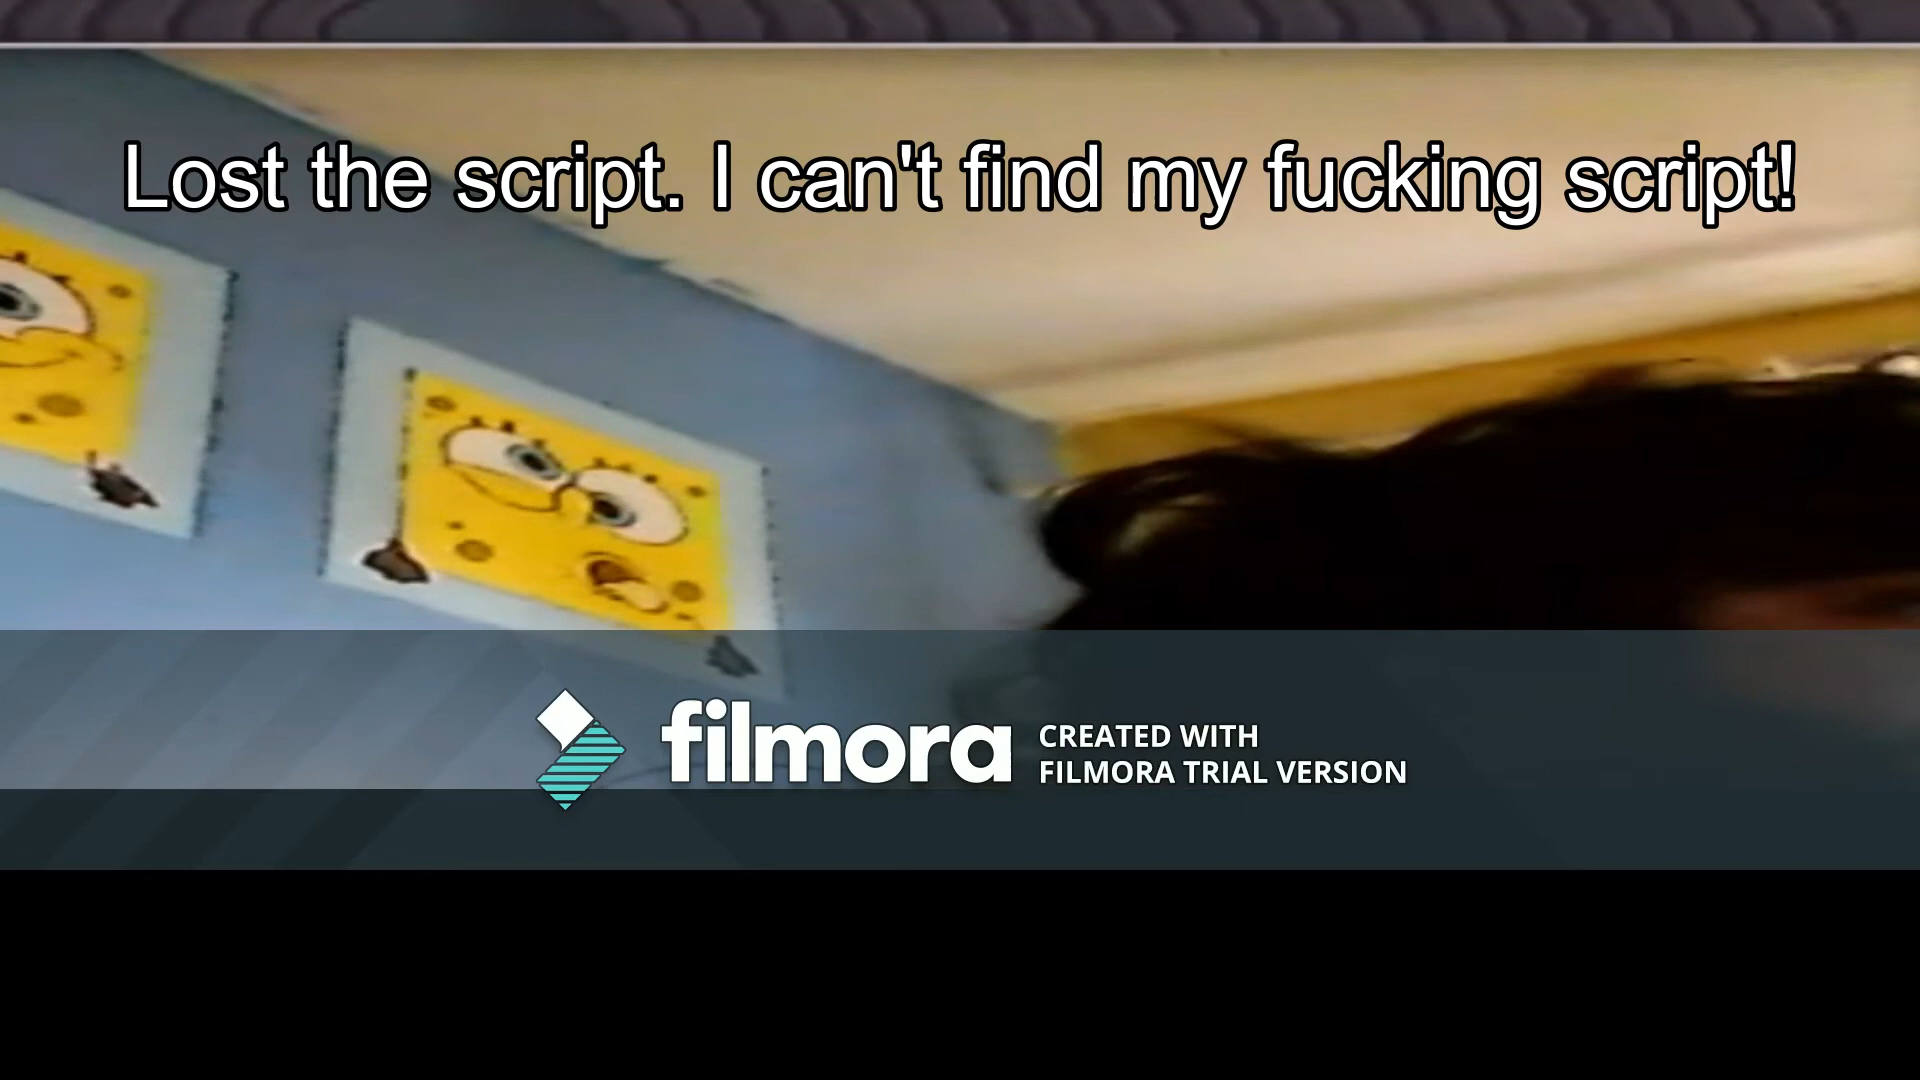 Lost the script. I can't find my fucking script!
filmora
CREATED WITH
FILMORA TRIAL VERSION